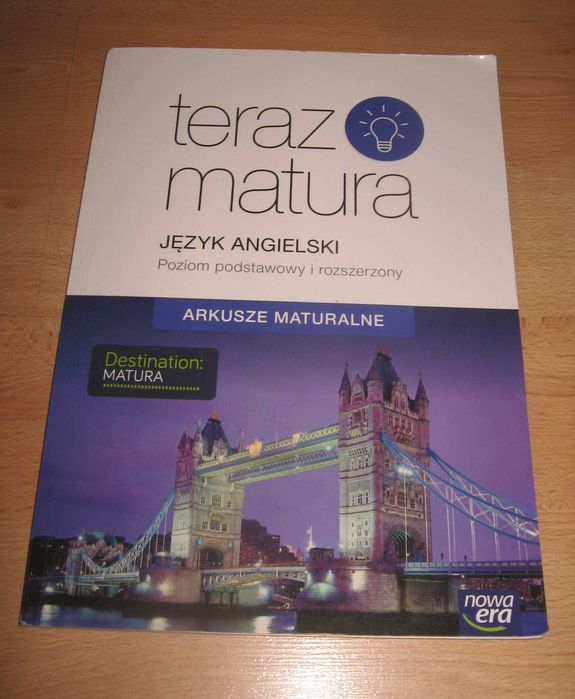 teraz
matura
JĘZYK ANGIELSKI
Poziom podstawowy i rozszerzony
ARKUSZE MATURALNE
Destination:
MATURA
nowa
era